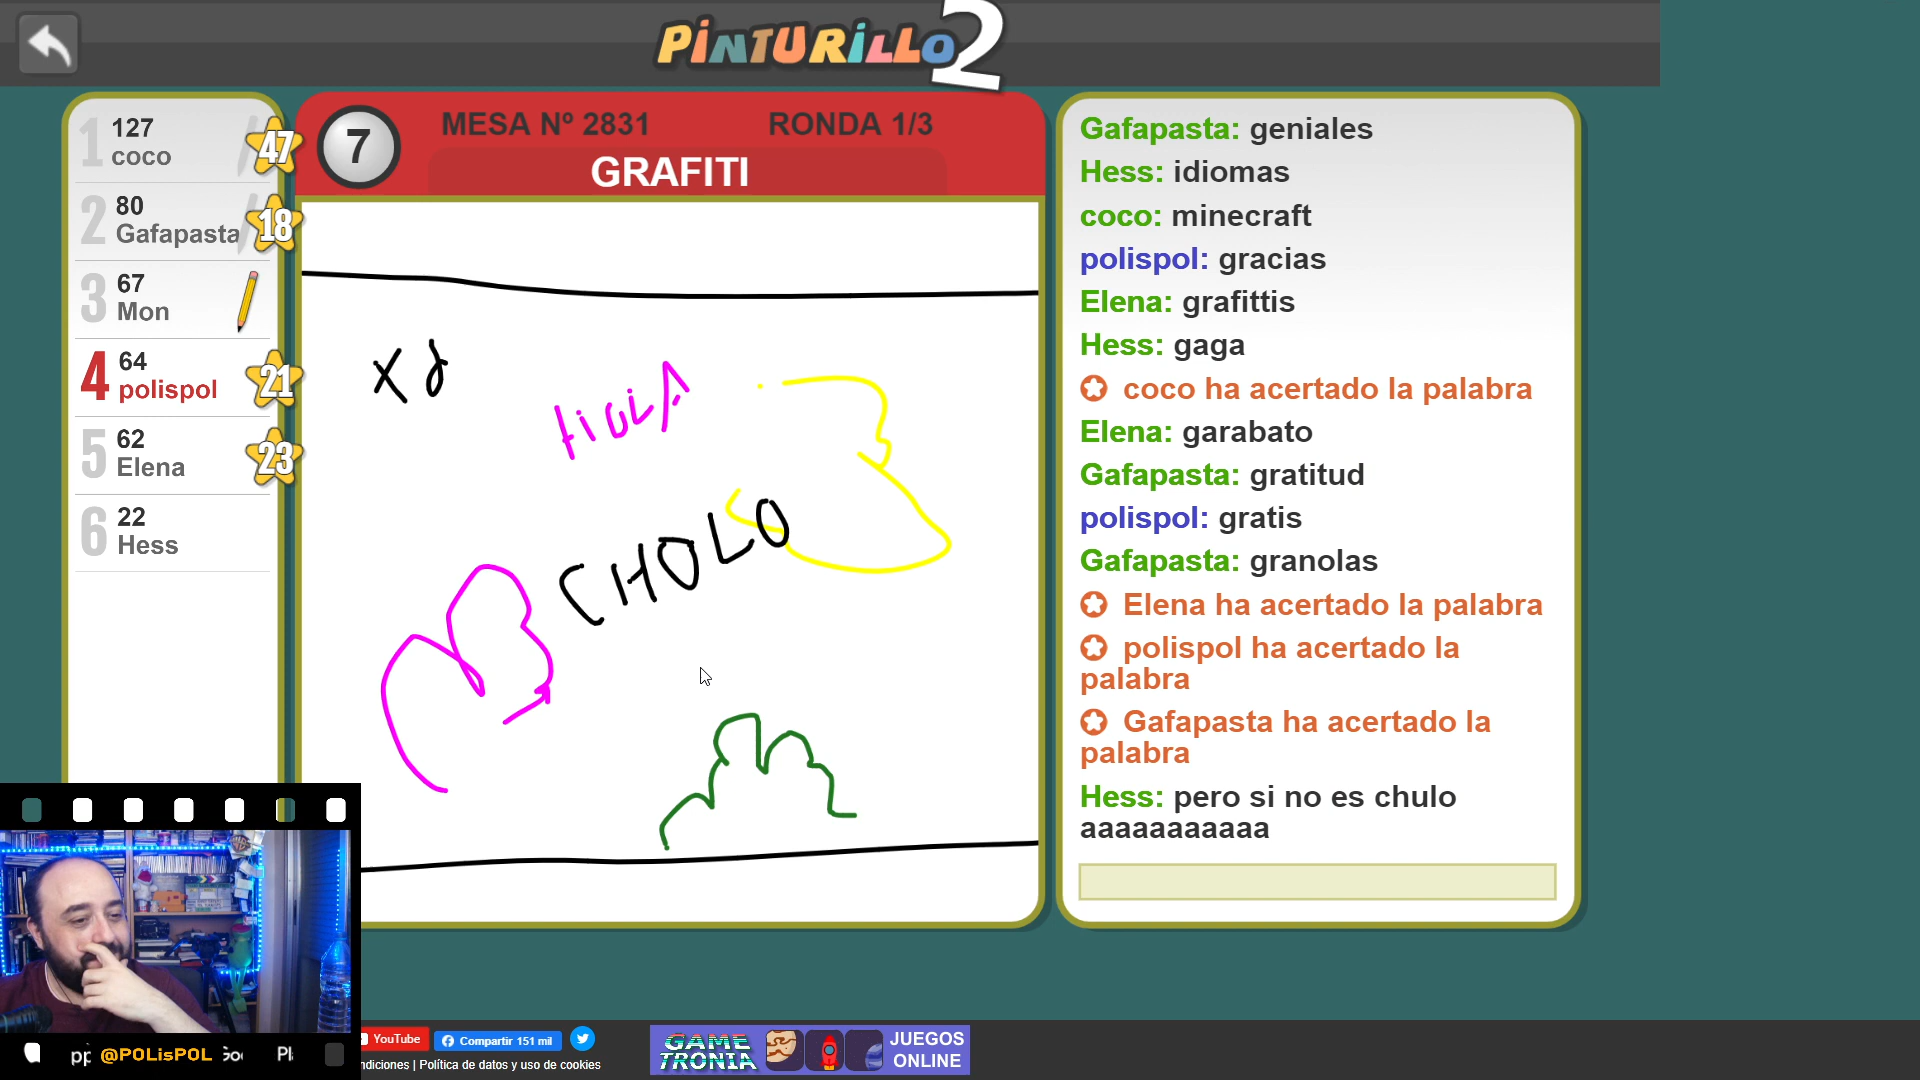 PINTURILLO 2
1 127 coco 47
2 80 Gafapasta 18
3 67 Mon
4 64 polispol 21
5 62 Elena 23
6 22 Hess
7
MESA Nº 2831
RONDA 1/3
GRAFITI
XD
HOLA
CHOLO
Gafapasta: geniales
Hess: idiomas
coco: minecraft
polispol: gracias
Elena: grafittis
Hess: gaga
coco ha acertado la palabra
Elena: garabato
Gafapasta: gratitud
polispol: gratis
Gafapasta: granolas
Elena ha acertado la palabra
polispol ha acertado la
palabra
Gafapasta ha acertado la
palabra
Hess: pero si no es chulo
aaaaaaaaaaa
@POLisPOL
YouTube
Compartir 151 mil
ndiciones | Política de datos y uso de cookies
GAME
TRONIA
JUEGOS
ONLINE